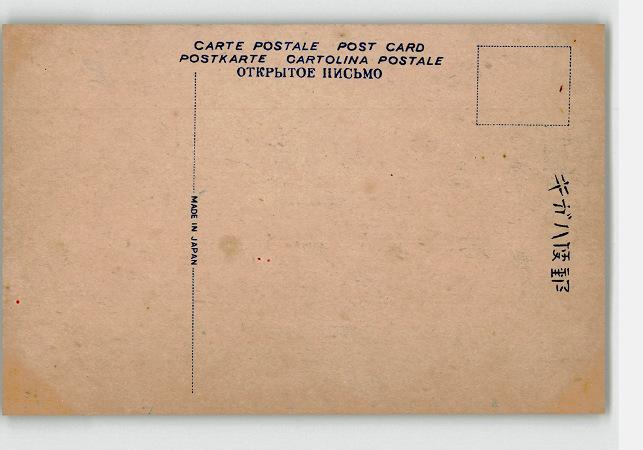 CARTE POSTALE POST CARD
POSTKARTE CARTOLINA POSTALE
ОТКРЫТОЕ ПИСЬМО
MADE IN JAPAN
キガハ便郵